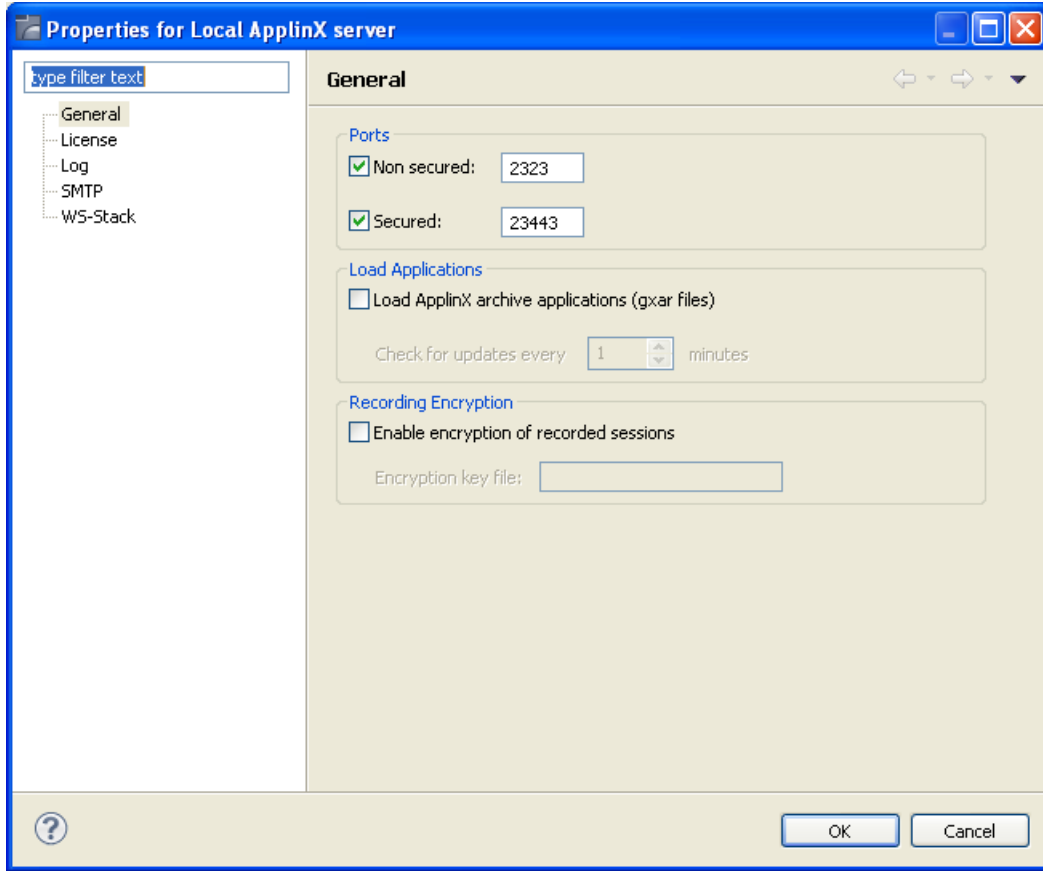 Properties for Local ApplinX server
type filter text
General
License
Log
SMTP
WS-Stack
General
Ports
Non secured: 2323
Secured: 23443
Load Applications
Load ApplinX archive applications (gxar files)
Check for updates every 1 minutes
Recording Encryption
Enable encryption of recorded sessions
Encryption key file:
?
OK Cancel